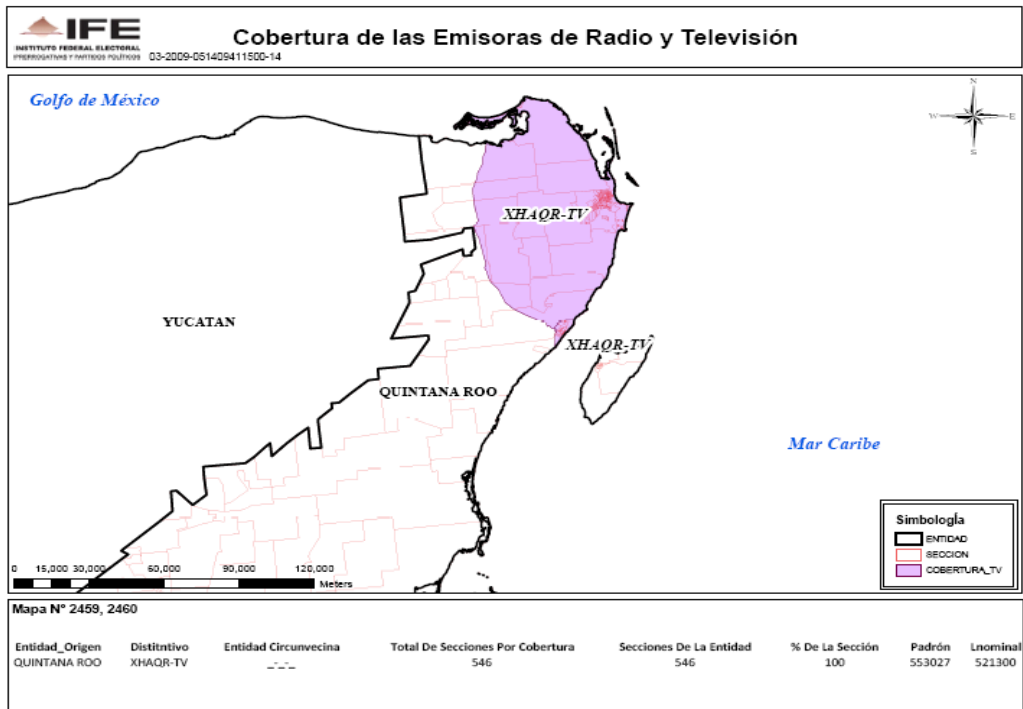 IFE
INSTITUTO FEDERAL ELECTORAL
PRERROGATIVAS Y PARTIDOS POLÍTICOS
03-2009-051409411500-14
Cobertura de las Emisoras de Radio y Televisión
Golfo de México
N
W E
S
XHAQR-TV
YUCATAN
XHAQR-TV
QUINTANA ROO
Mar Caribe
Simbología
ENTIDAD
SECCION
COBERTURA_TV
0 15,000 30,000 60,000 90,000 120,000
Meters
Mapa N° 2459, 2460
Entidad_Origen Distitntivo Entidad Circunvecina Total De Secciones Por Cobertura Secciones De La Entidad % De La Sección Padrón Lnominal
QUINTANA ROO XHAQR-TV _-_-_ 546 546 100 553027 521300